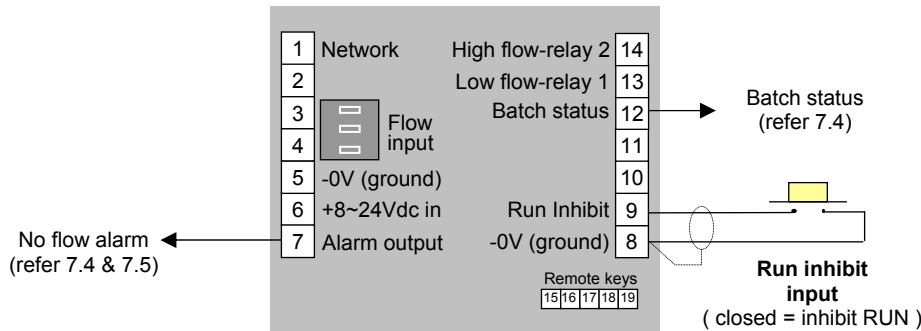 1 Network High flow-relay 2 14
2 Low flow-relay 1 13
3 Batch status 12
4 11
Flow
input
5 -0V (ground) 10
6 +8~24Vdc in Run Inhibit 9
7 Alarm output -0V (ground) 8
Remote keys
15 16 17 18 19
No flow alarm
(refer 7.4 & 7.5)
Batch status
(refer 7.4)
Run inhibit
input
( closed = inhibit RUN )